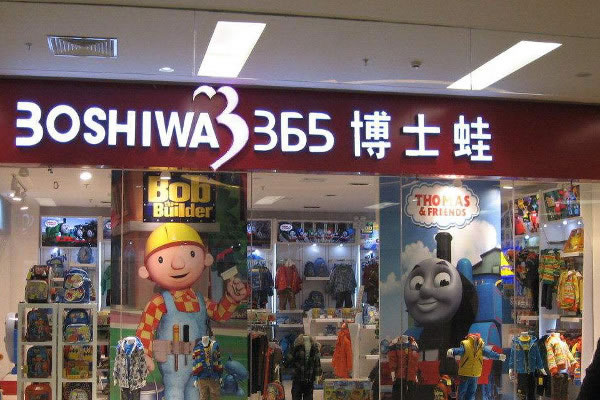 BOSHIWA 365 博士蛙
Bob
the
Builder
THOMAS
& FRIENDS